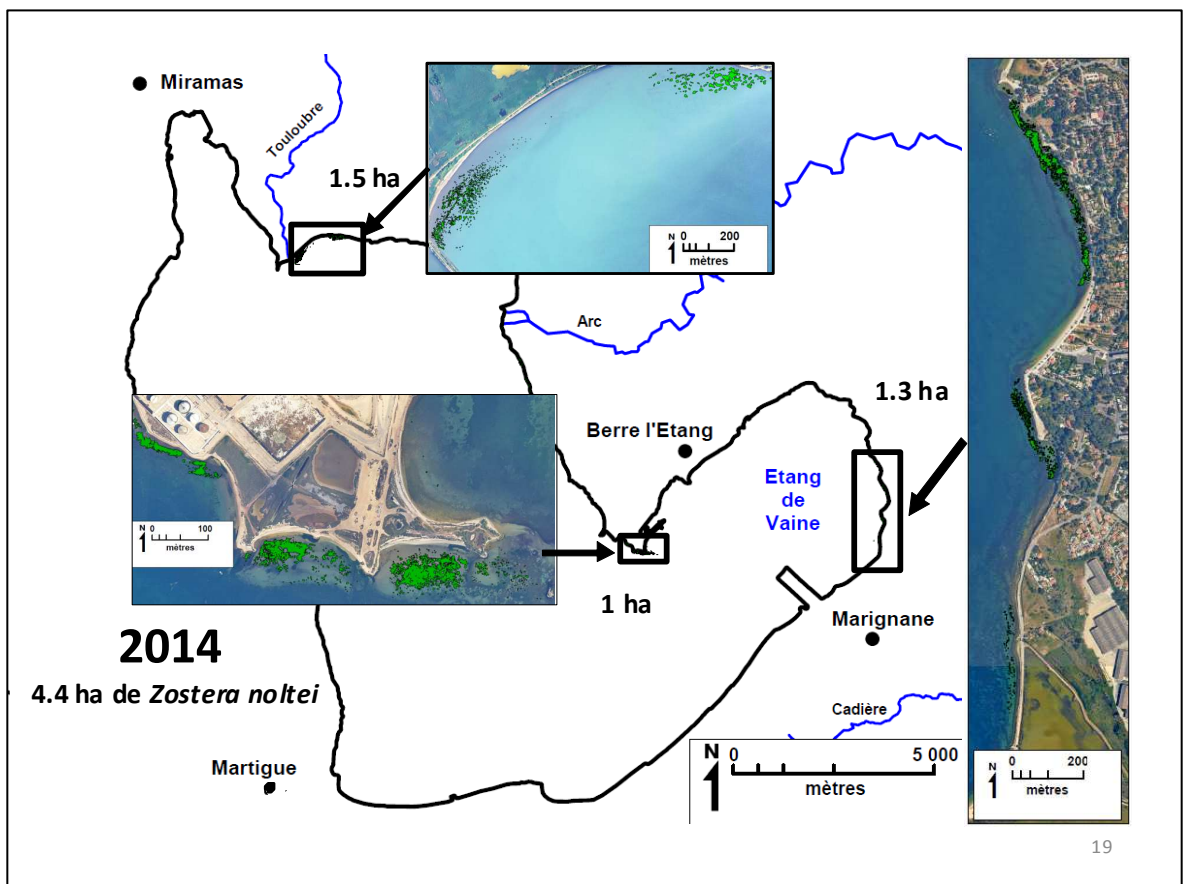 Miramas
Touloubre
1.5 ha
N 0 200
mètres
Arc
1.3 ha
Berre l'Etang
Etang
de
Vaine
N 0 100
mètres
1 ha
2014
4.4 ha de Zostera noltei
Marignane
Cadière
Martigue
N 0 5 000
mètres
N 0 200
mètres
19